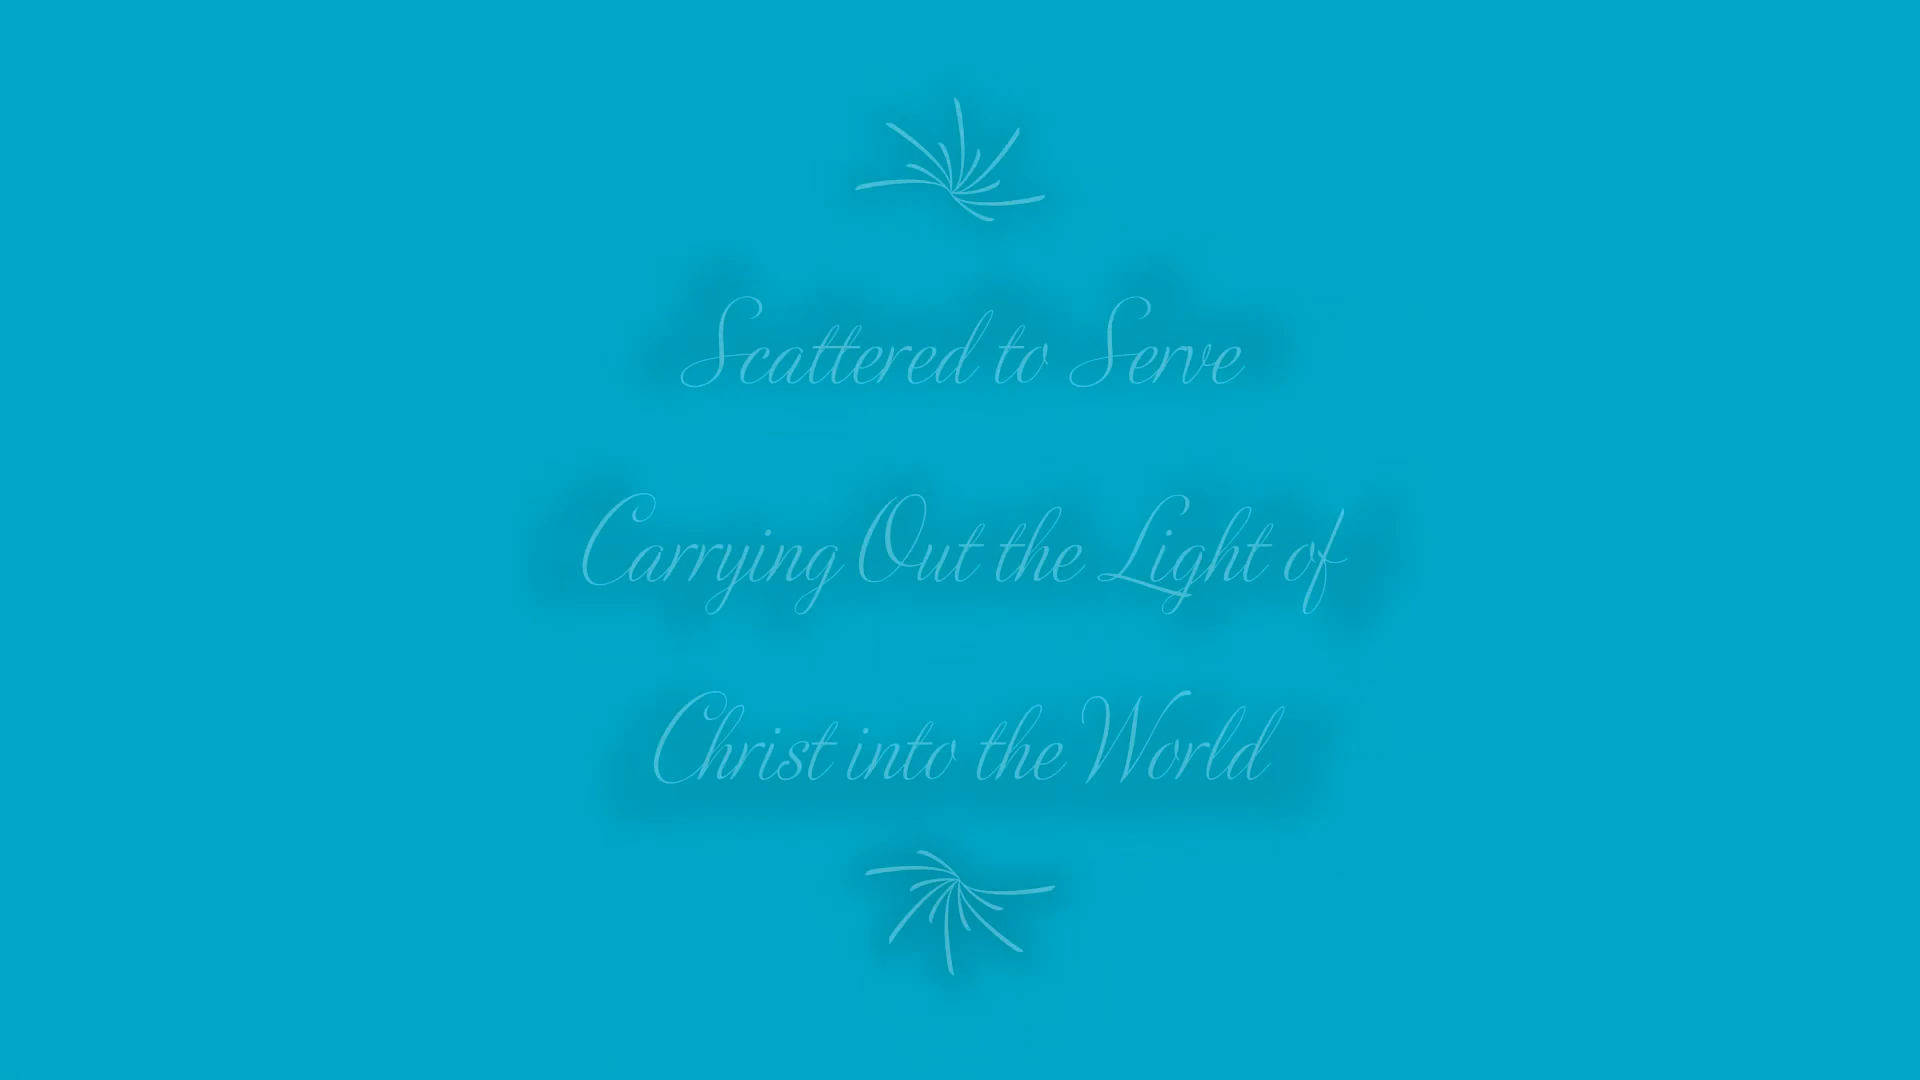 Scattered to Serve
Carrying Out the Light of
Christ into the World